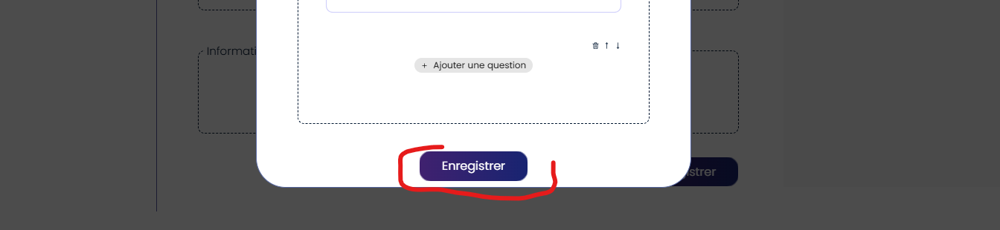 Informati
+ Ajouter une question
Enregistrer
istrer